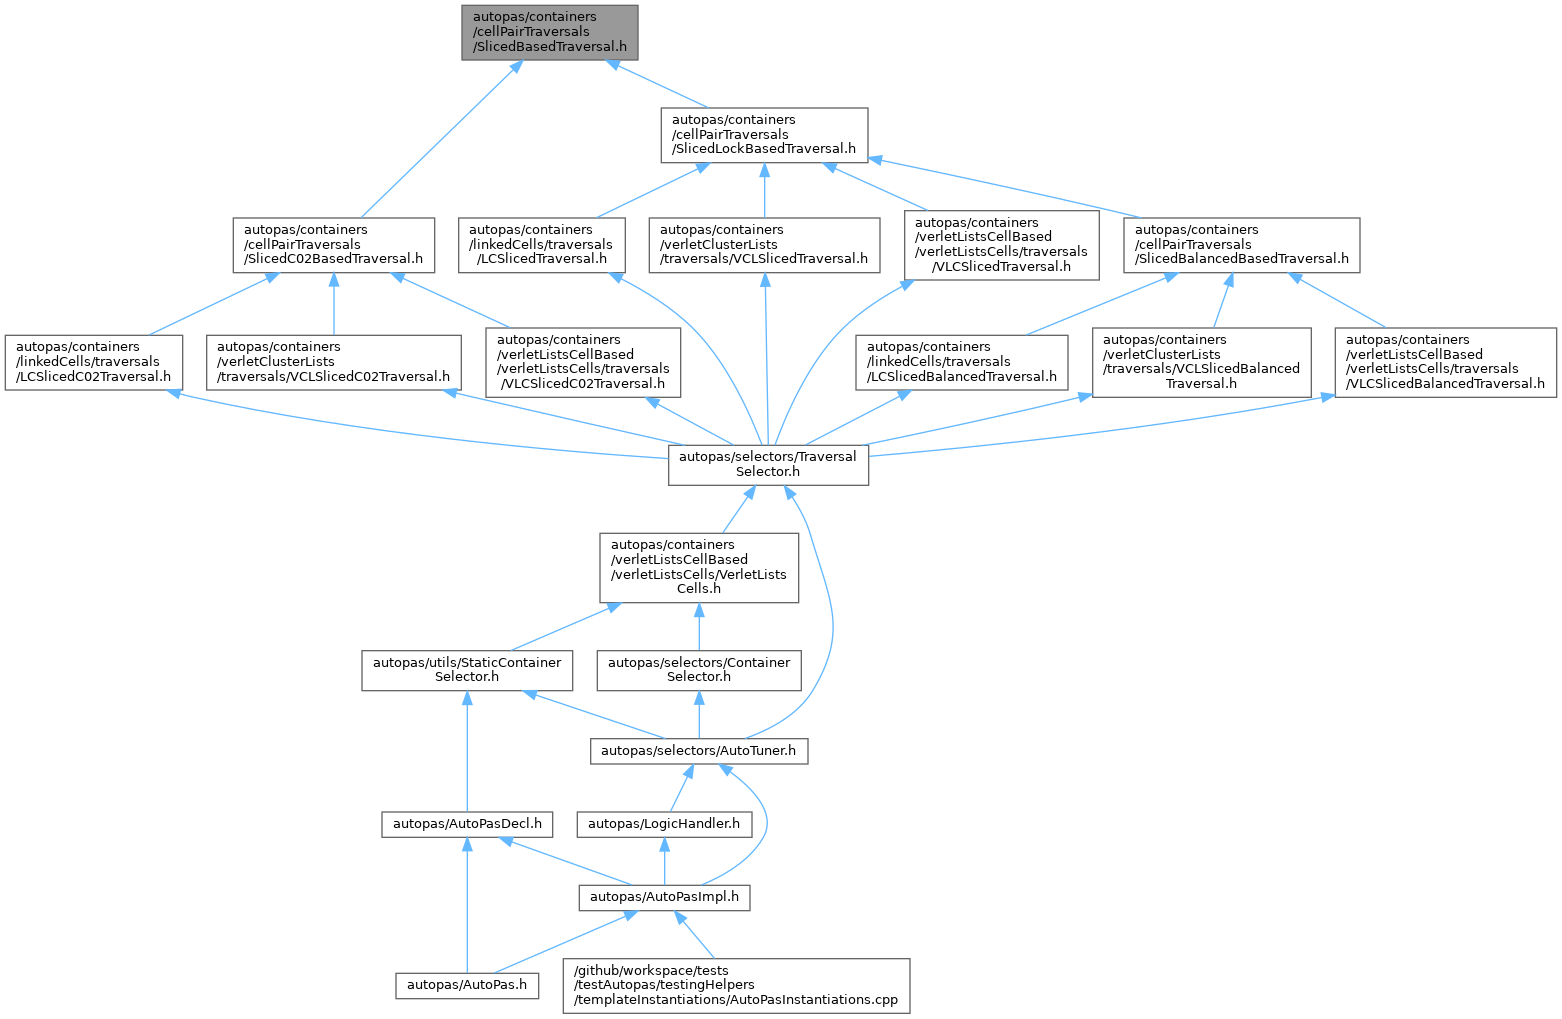 autopas/containers
/cellPairTraversals
/SlicedBasedTraversal.h
autopas/containers
/cellPairTraversals
/SlicedLockBasedTraversal.h
autopas/containers
/cellPairTraversals
/SlicedC02BasedTraversal.h
autopas/containers
/linkedCells/traversals
/LCSlicedTraversal.h
autopas/containers
/verletClusterLists
/traversals/VCLSlicedTraversal.h
autopas/containers
/verletListsCellBased
/verletListsCells/traversals
/VLCSlicedTraversal.h
autopas/containers
/cellPairTraversals
/SlicedBalancedBasedTraversal.h
autopas/containers
/linkedCells/traversals
/LCSlicedC02Traversal.h
autopas/containers
/verletClusterLists
/traversals/VCLSlicedC02Traversal.h
autopas/containers
/verletListsCellBased
/verletListsCells/traversals
/VLCSlicedC02Traversal.h
autopas/containers
/linkedCells/traversals
/LCSlicedBalancedTraversal.h
autopas/containers
/verletClusterLists
/traversals/VCLSlicedBalanced
Traversal.h
autopas/containers
/verletListsCellBased
/verletListsCells/traversals
/VLCSlicedBalancedTraversal.h
autopas/selectors/Traversal
Selector.h
autopas/containers
/verletListsCellBased
/verletListsCells/VerletLists
Cells.h
autopas/utils/StaticContainer
Selector.h
autopas/selectors/Container
Selector.h
autopas/selectors/AutoTuner.h
autopas/AutoPasDecl.h
autopas/LogicHandler.h
autopas/AutoPasImpl.h
autopas/AutoPas.h
/github/workspace/tests
/testAutopas/testingHelpers
/templateInstantiations/AutoPasInstantiations.cpp